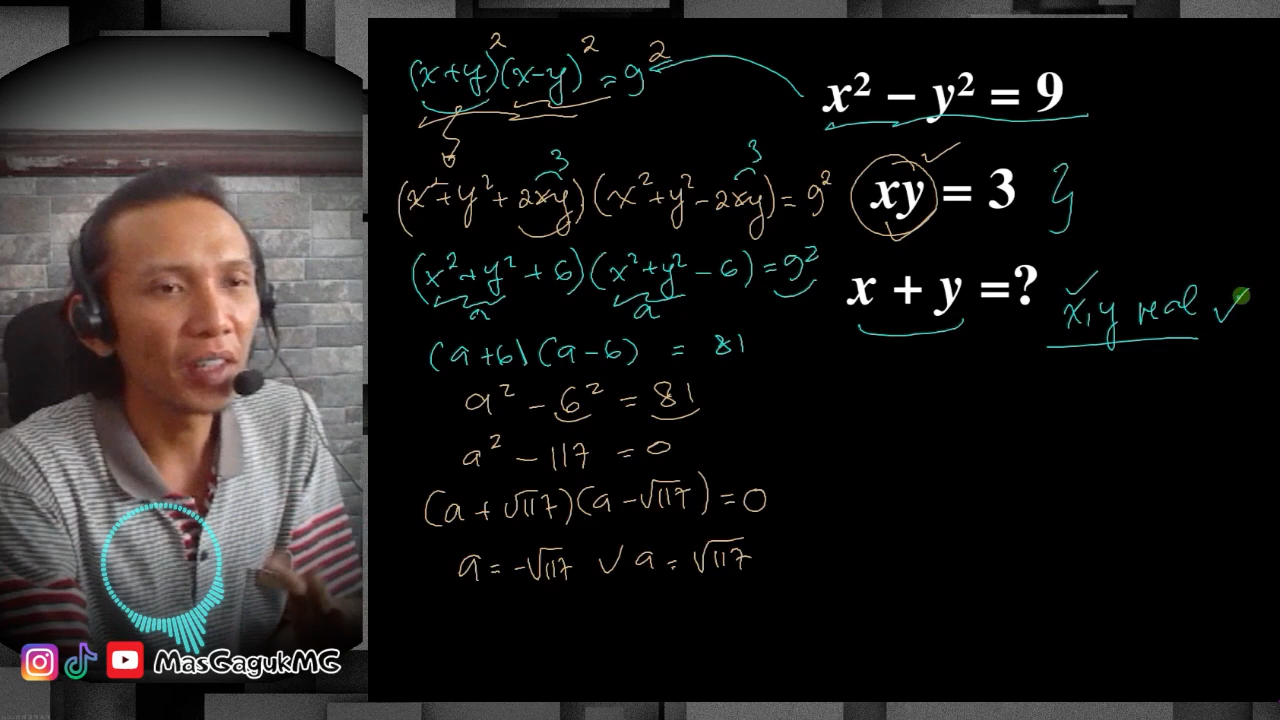 (x+y)²(x-y)² = 9²
(x²+y²+2xy)(x²+y²-2xy) = 9²
3
3
(x²+y²+6)(x²+y²-6) = 9²
a
a
(a+6)(a-6) = 81
a² - 6² = 81
a² - 117 = 0
(a+√117)(a-√117) = 0
a = -√117 ∨ a = √117
x² − y² = 9
xy = 3
x + y =?
x,y real ✓
MasGagukMG